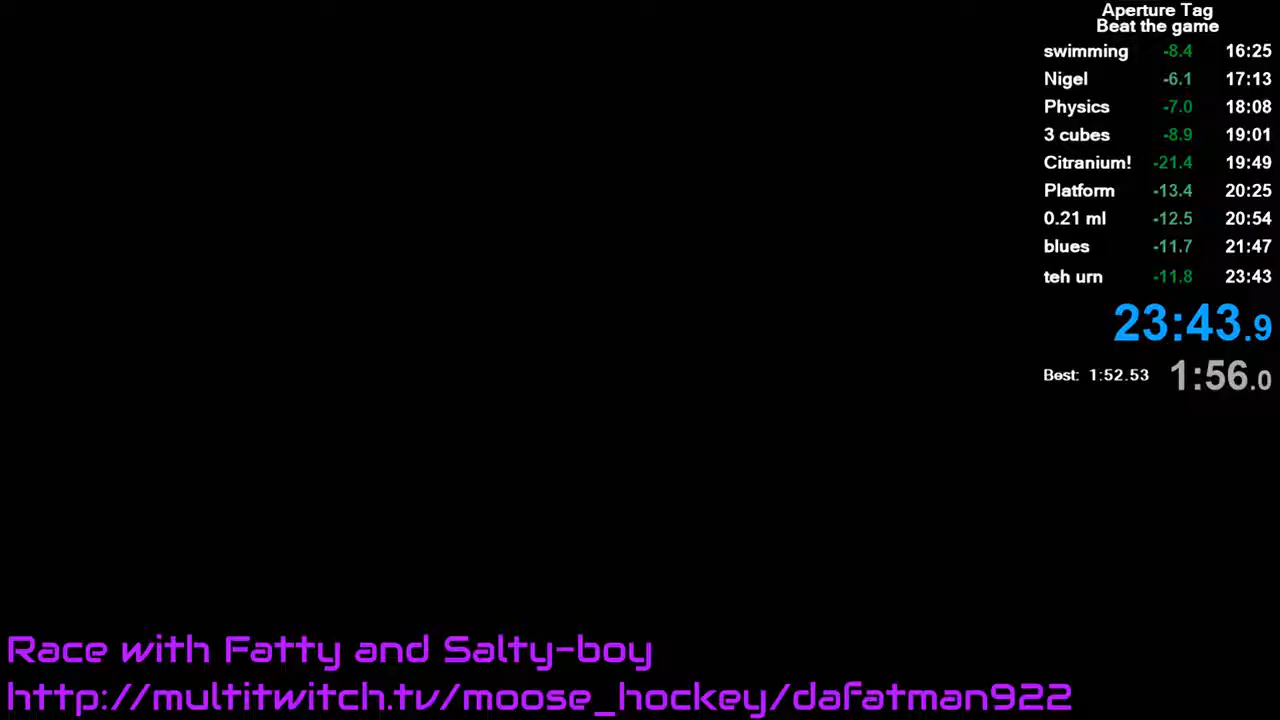 Aperture Tag
Beat the game
swimming -8.4 16:25
Nigel -6.1 17:13
Physics -7.0 18:08
3 cubes -8.9 19:01
Citranium! -21.4 19:49
Platform -13.4 20:25
0.21 ml -12.5 20:54
blues -11.7 21:47
teh urn -11.8 23:43
23:43.9
Best: 1:52.53 1:56.0
Race with Fatty and Salty-boy
http://multitwitch.tv/moose_hockey/dafatman922